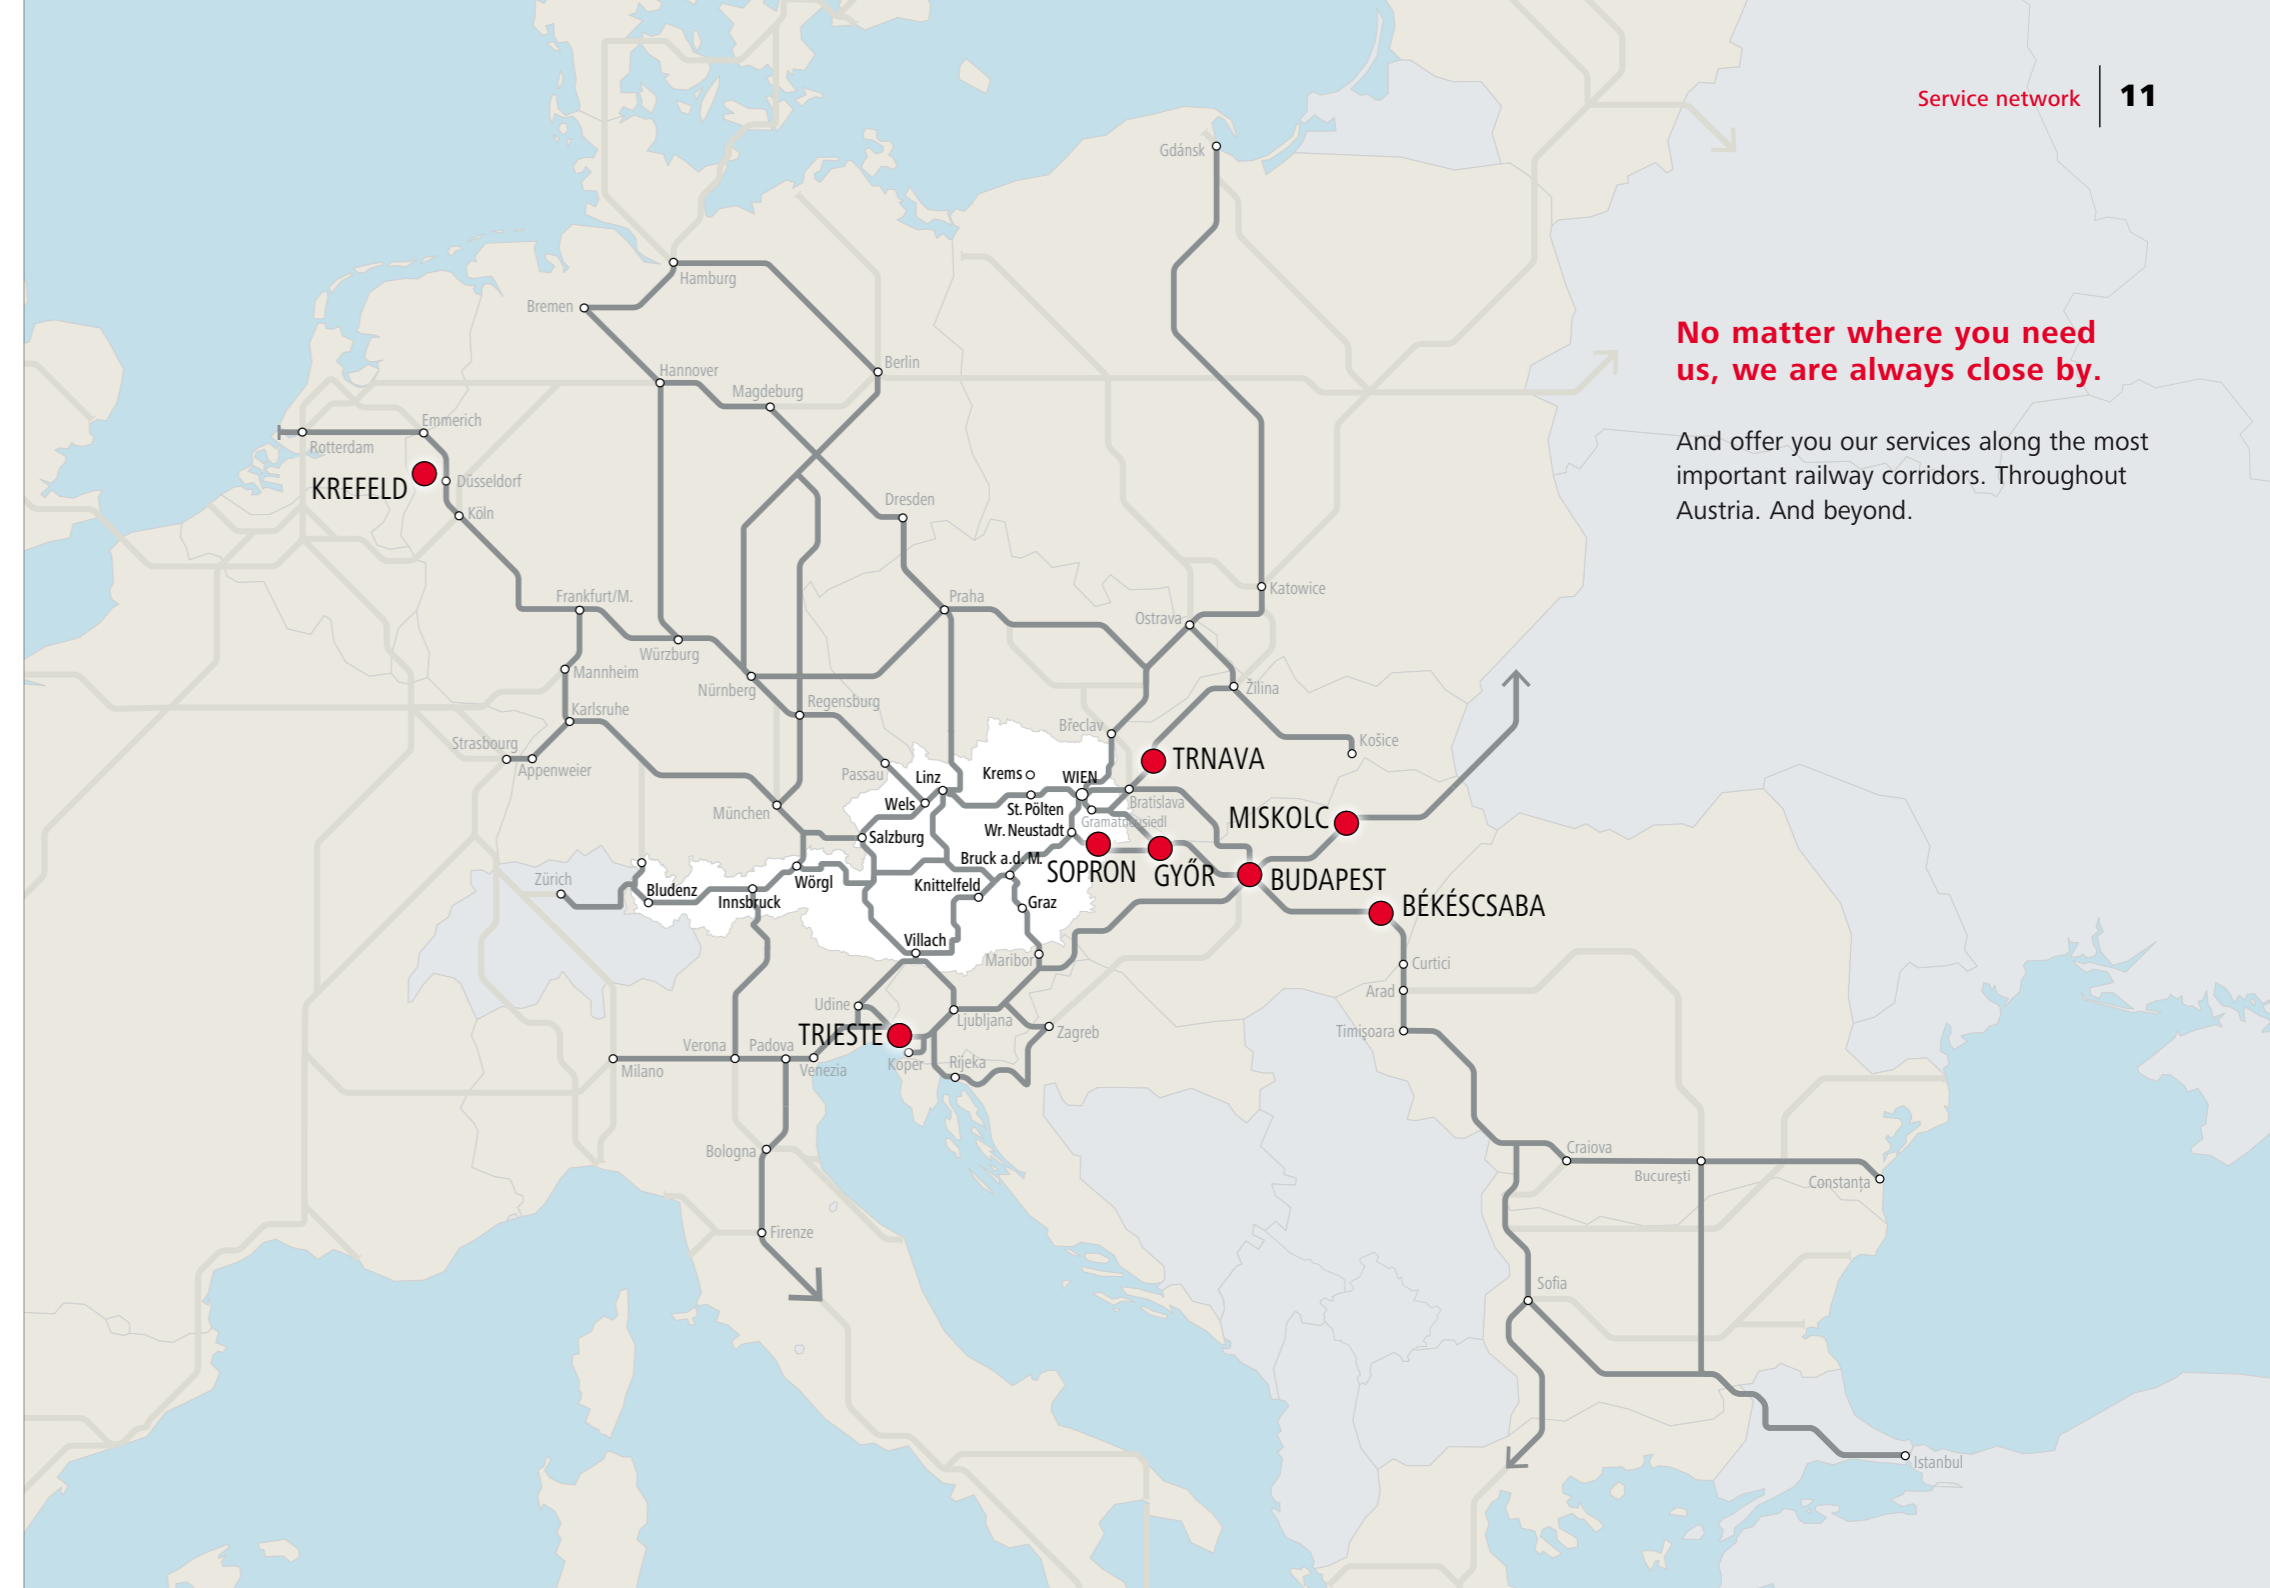 Service network
11
No matter where you need
us, we are always close by.
And offer you our services along the most
important railway corridors. Throughout
Austria. And beyond.
Gdánsk
Hamburg
Bremen
Berlin
Hannover
Magdeburg
Emmerich
Rotterdam
KREFELD
Düsseldorf
Köln
Dresden
Katowice
Frankfurt/M.
Praha
Ostrava
Würzburg
Mannheim
Nürnberg
Žilina
Regensburg
Karlsruhe
Břeclav
Strasbourg
Košice
Appenweier
TRNAVA
Passau
Linz
Krems
WIEN
Wels
St. Pölten
Bratislava
München
Gramatneusiedl
MISKOLC
Wr. Neustadt
Salzburg
Bruck a.d. M.
SOPRON
GYŐR
BUDAPEST
Zürich
Bludenz
Innsbruck
Wörgl
Knittelfeld
Graz
BÉKÉSCSABA
Villach
Maribor
Curtici
Arad
Udine
Ljubljana
Zagreb
Timişoara
TRIESTE
Verona
Padova
Venezia
Koper
Rijeka
Milano
Bologna
Craiova
Bucureşti
Constanţa
Firenze
Sofia
Istanbul